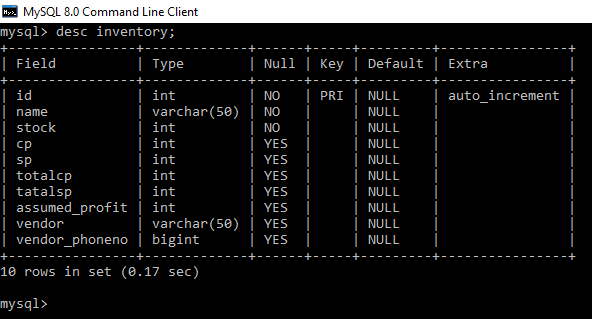 MySQL 8.0 Command Line Client
mysql> desc inventory;
+----------------+-------------+------+-----+---------+----------------+
| Field          | Type        | Null | Key | Default | Extra          |
+----------------+-------------+------+-----+---------+----------------+
| id             | int         | NO   | PRI | NULL    | auto_increment |
| name           | varchar(50) | NO   |     | NULL    |                |
| stock          | int         | NO   |     | NULL    |                |
| cp             | int         | YES  |     | NULL    |                |
| sp             | int         | YES  |     | NULL    |                |
| totalcp        | int         | YES  |     | NULL    |                |
| tatalsp        | int         | YES  |     | NULL    |                |
| assumed_profit | int         | YES  |     | NULL    |                |
| vendor         | varchar(50) | YES  |     | NULL    |                |
| vendor_phoneno | bigint      | YES  |     | NULL    |                |
+----------------+-------------+------+-----+---------+----------------+
10 rows in set (0.17 sec)
mysql>